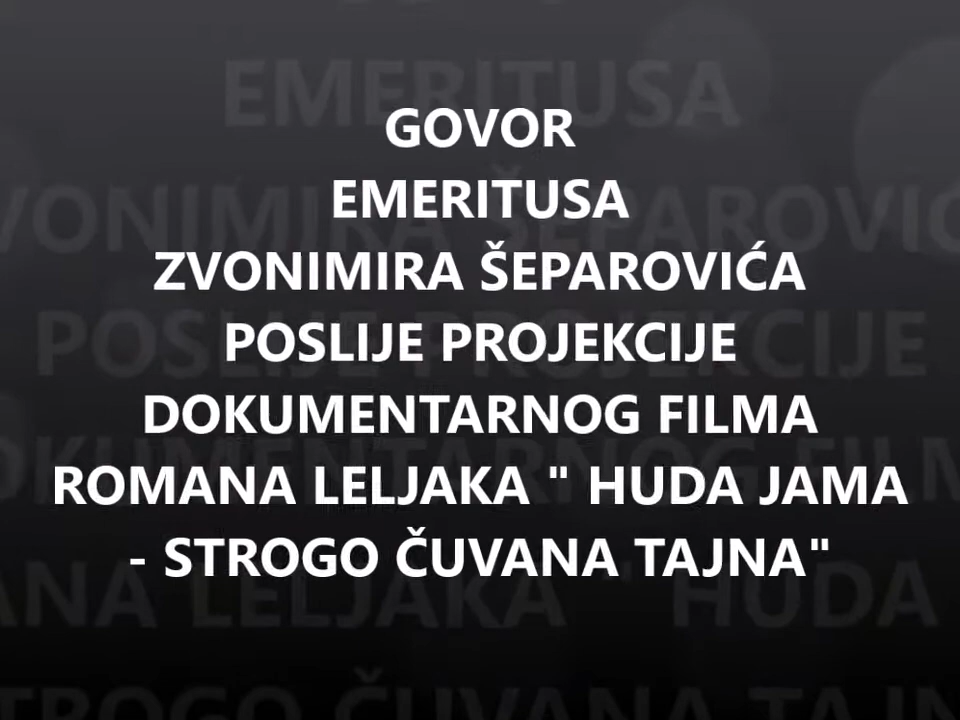 GOVOR
EMERITUSA
ZVONIMIRA ŠEPAROVIĆA
POSLIJE PROJEKCIJE
DOKUMENTARNOG FILMA
ROMANA LELJAKA " HUDA JAMA
- STROGO ČUVANA TAJNA"